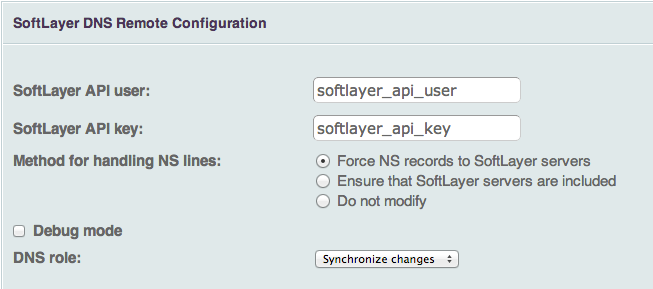 SoftLayer DNS Remote Configuration
SoftLayer API user: softlayer_api_user
SoftLayer API key: softlayer_api_key
Method for handling NS lines: Force NS records to SoftLayer servers
Ensure that SoftLayer servers are included
Do not modify
Debug mode
DNS role: Synchronize changes